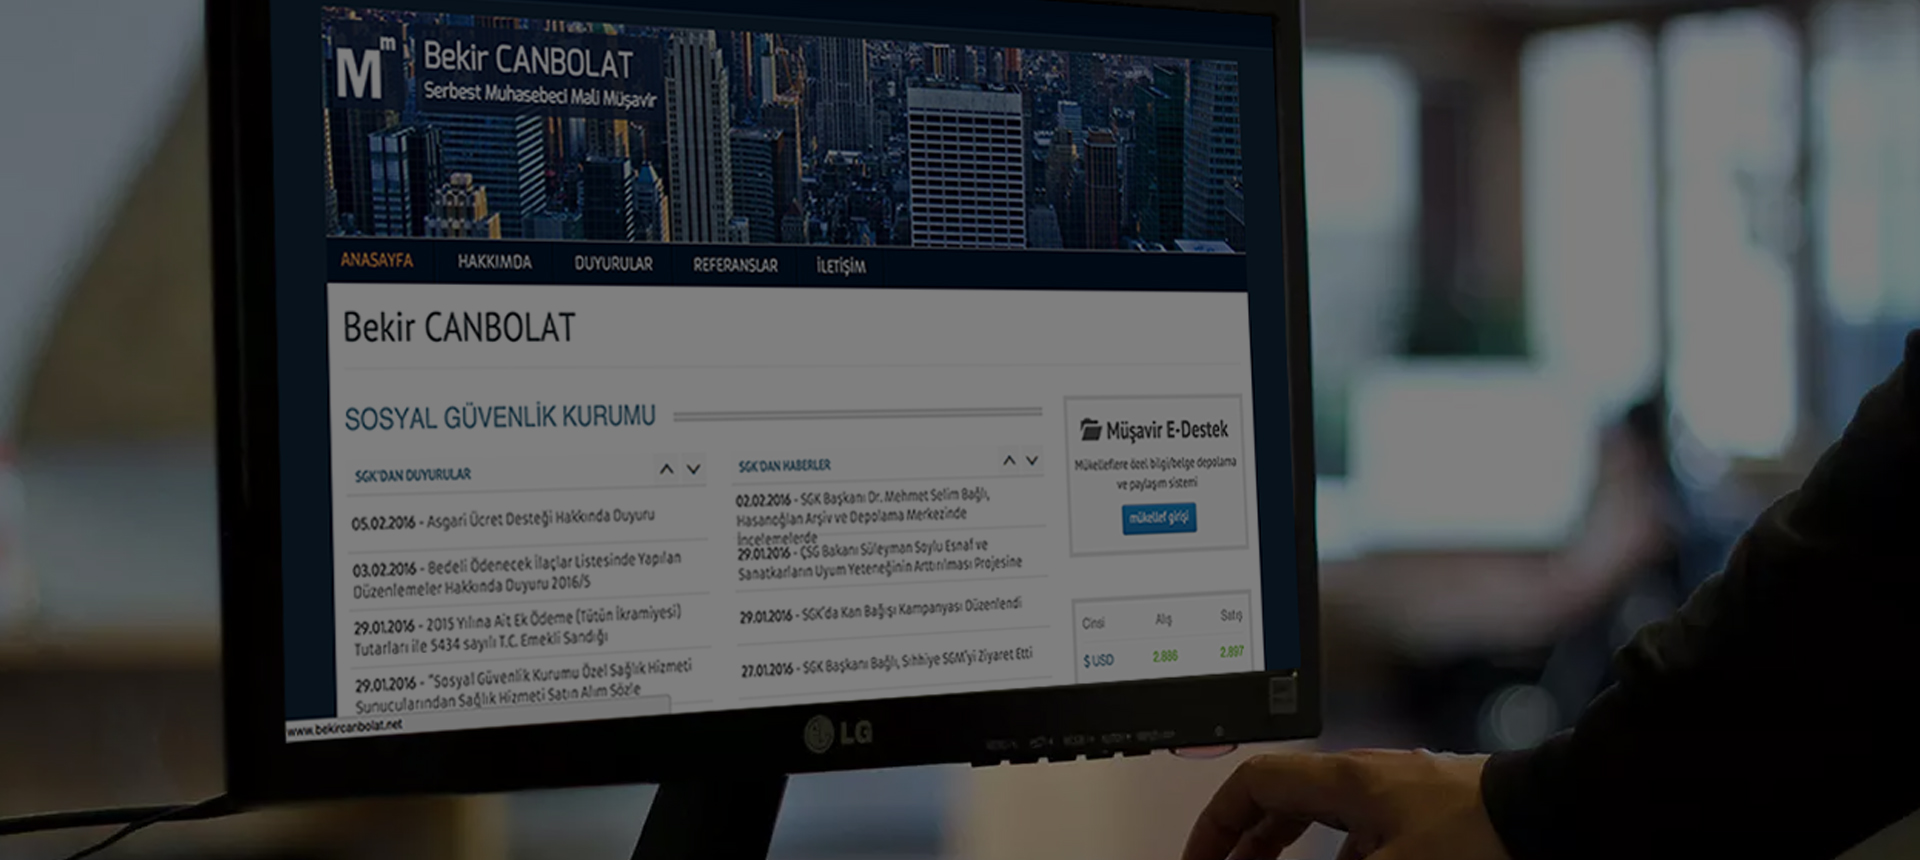 Mm
Bekir CANBOLAT
Serbest Muhasebeci Mali Müşavir
ANASAYFA HAKKIMDA DUYURULAR REFERANSLAR İLETİŞİM
Bekir CANBOLAT
SOSYAL GÜVENLİK KURUMU
SGK'DAN DUYURULAR
05.02.2016 - Asgari Ücret Desteği Hakkında Duyuru
03.02.2016 - Bedeli Ödenecek İlaçlar Listesinde Yapılan
Düzenlemeler Hakkında Duyuru 2016/5
29.01.2016 - 2015 Yılına Ait Ek Ödeme (Tütün İkramiyesi)
Tutarları ile 5434 sayılı T.C. Emekli Sandığı
29.01.2016 - "Sosyal Güvenlik Kurumu Özel Sağlık Hizmeti
Sunucularından Sağlık Hizmeti Satın Alım Sözle
SGK'DAN HABERLER
02.02.2016 - SGK Başkanı Dr. Mehmet Selim Bağlı,
Hasanoğlan Arşiv ve Depolama Merkezinde
İncelemelerde
29.01.2016 - ÇSG Bakanı Süleyman Soylu Esnaf ve
Sanatkarların Uyum Yeteneğinin Arttırılması Projesine
29.01.2016 - SGK'da Kan Bağışı Kampanyası Düzenlendi
27.01.2016 - SGK Başkanı Bağlı, Sıhhiye SGM'yi Ziyaret Etti
Müşavir E-Destek
Mükelleflere özel bilgi/belge depolama
ve paylaşım sistemi
mükellef girişi
Cinsi Alış Satış
$ USD 2.886 2.897
www.bekircanbolat.net
LG